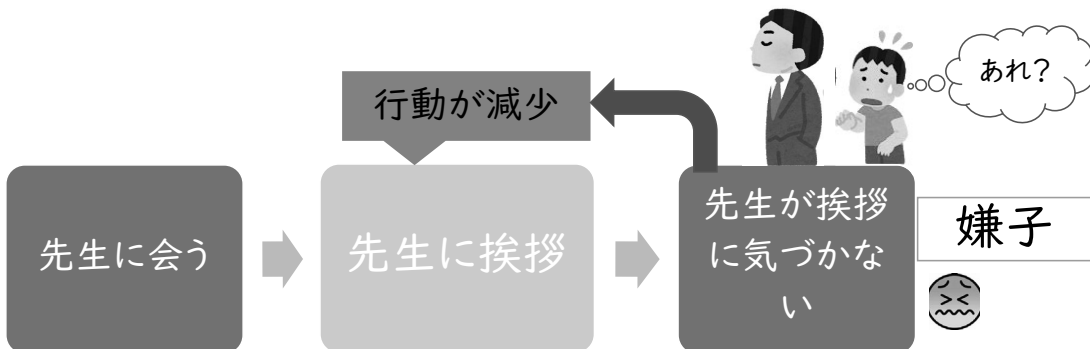 あれ?
行動が減少
先生に会う
先生に挨拶
先生が挨拶
に気づかな
い
嫌子